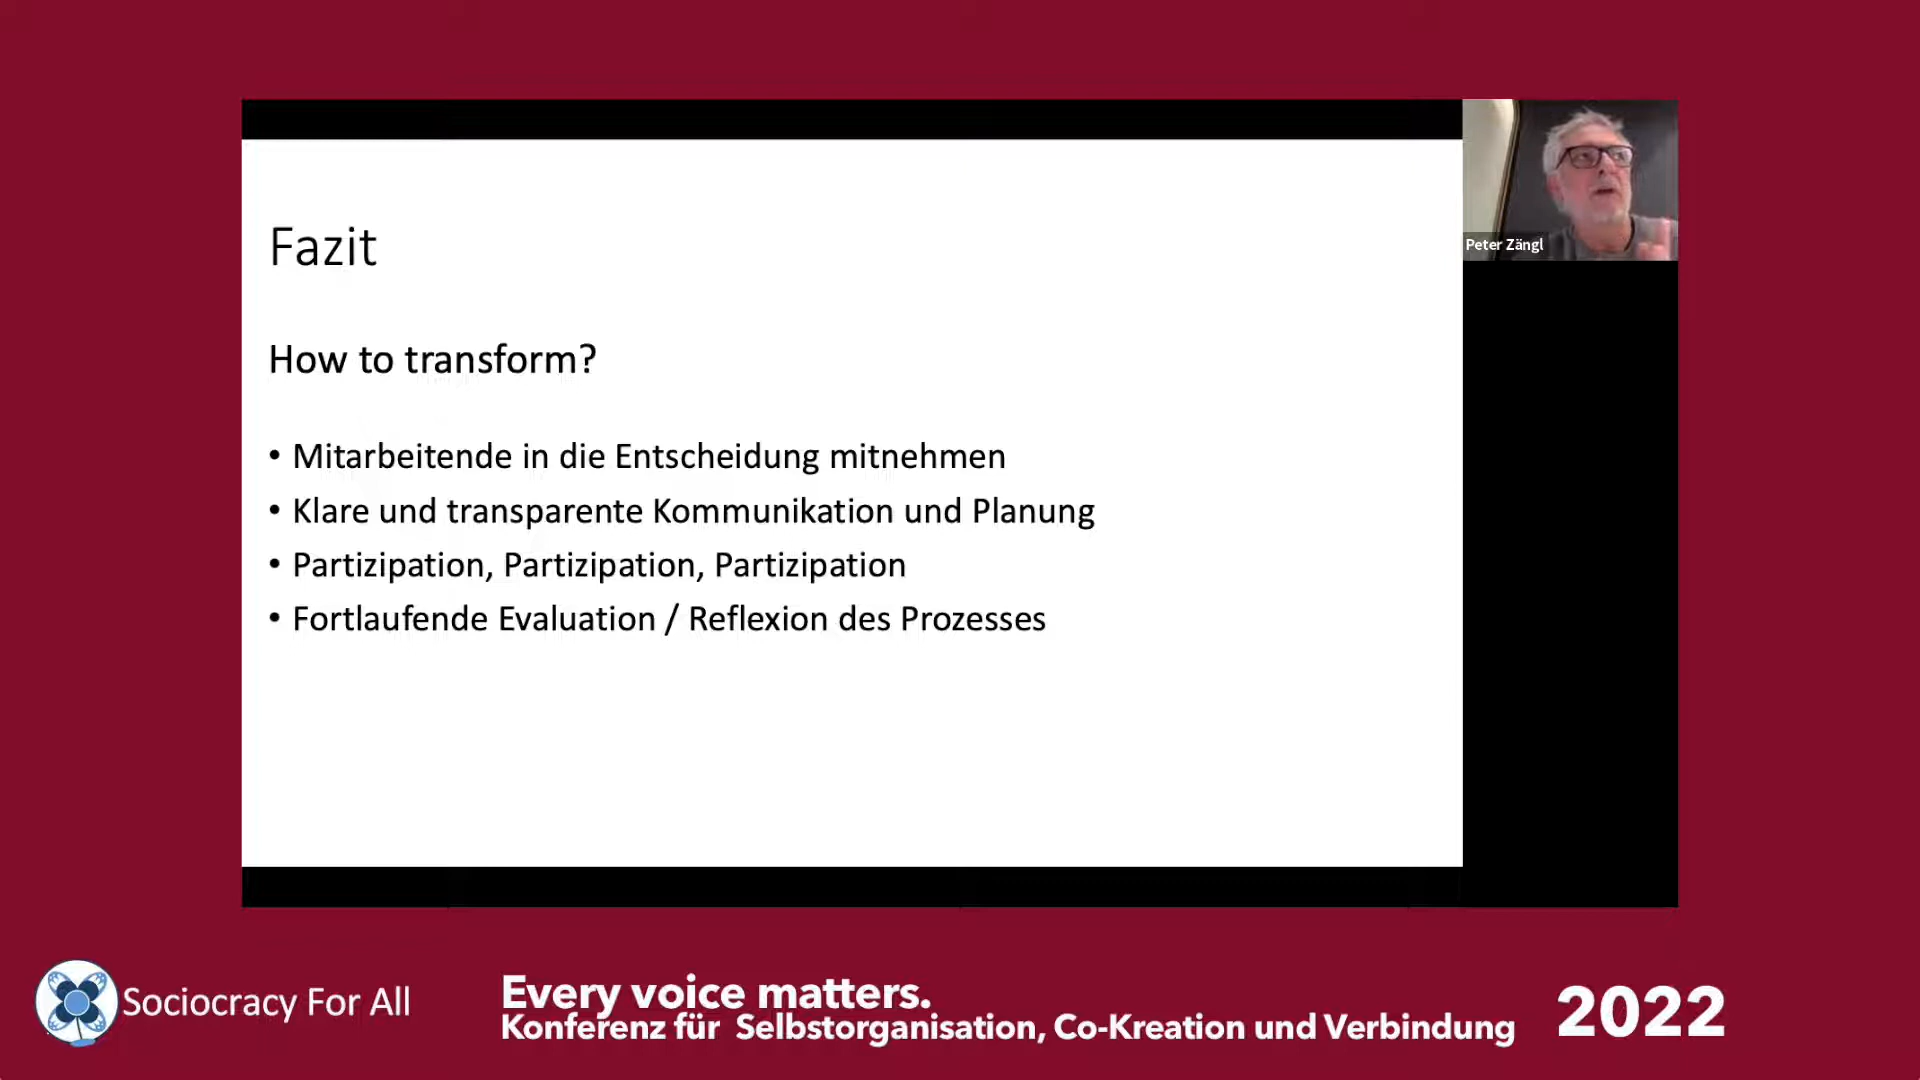 Fazit
How to transform?
• Mitarbeitende in die Entscheidung mitnehmen
• Klare und transparente Kommunikation und Planung
• Partizipation, Partizipation, Partizipation
• Fortlaufende Evaluation / Reflexion des Prozesses
Peter Zängl
Sociocracy For All
Every voice matters.
Konferenz für Selbstorganisation, Co-Kreation und Verbindung
2022